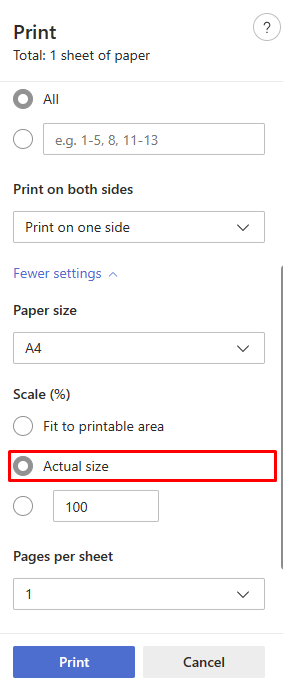 Print
?
Total: 1 sheet of paper
All
e.g. 1-5, 8, 11-13
Print on both sides
Print on one side
Fewer settings
Paper size
A4
Scale (%)
Fit to printable area
Actual size
100
Pages per sheet
1
Print
Cancel